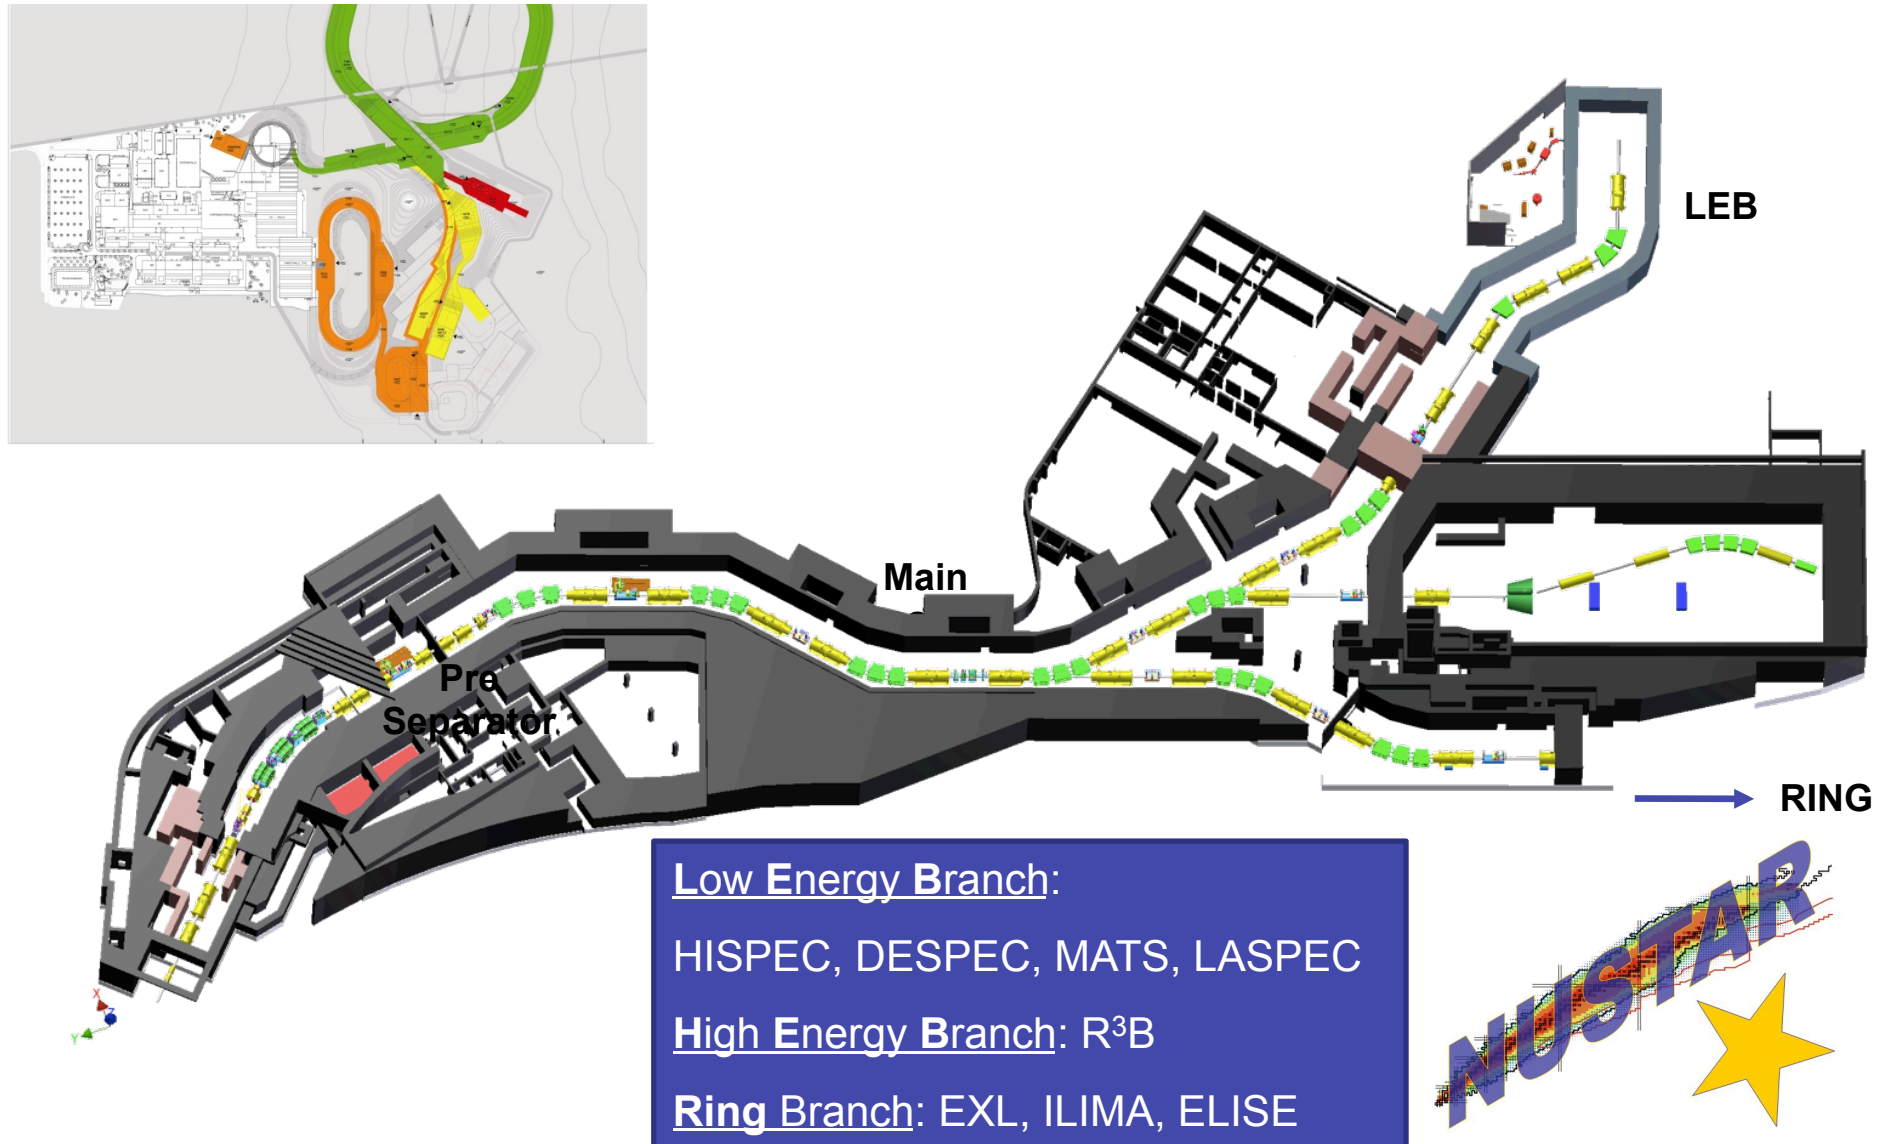 LEB
Main
Pre
Separator
RING
X
Z
Y
Low Energy Branch:
HISPEC, DESPEC, MATS, LASPEC
High Energy Branch: R³B
Ring Branch: EXL, ILIMA, ELISE
NUSTAR